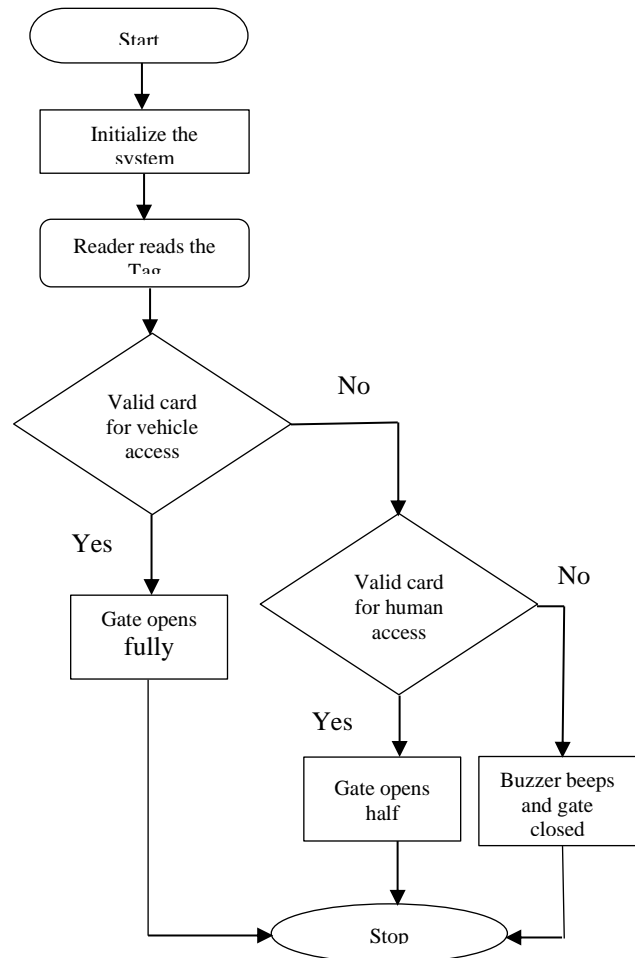 Start
Initialize the
system
Reader reads the
Tag
Valid card
for vehicle
access
No
Yes
Gate opens
fully
Valid card
for human
access
No
Yes
Gate opens
half
Buzzer beeps
and gate
closed
Stop